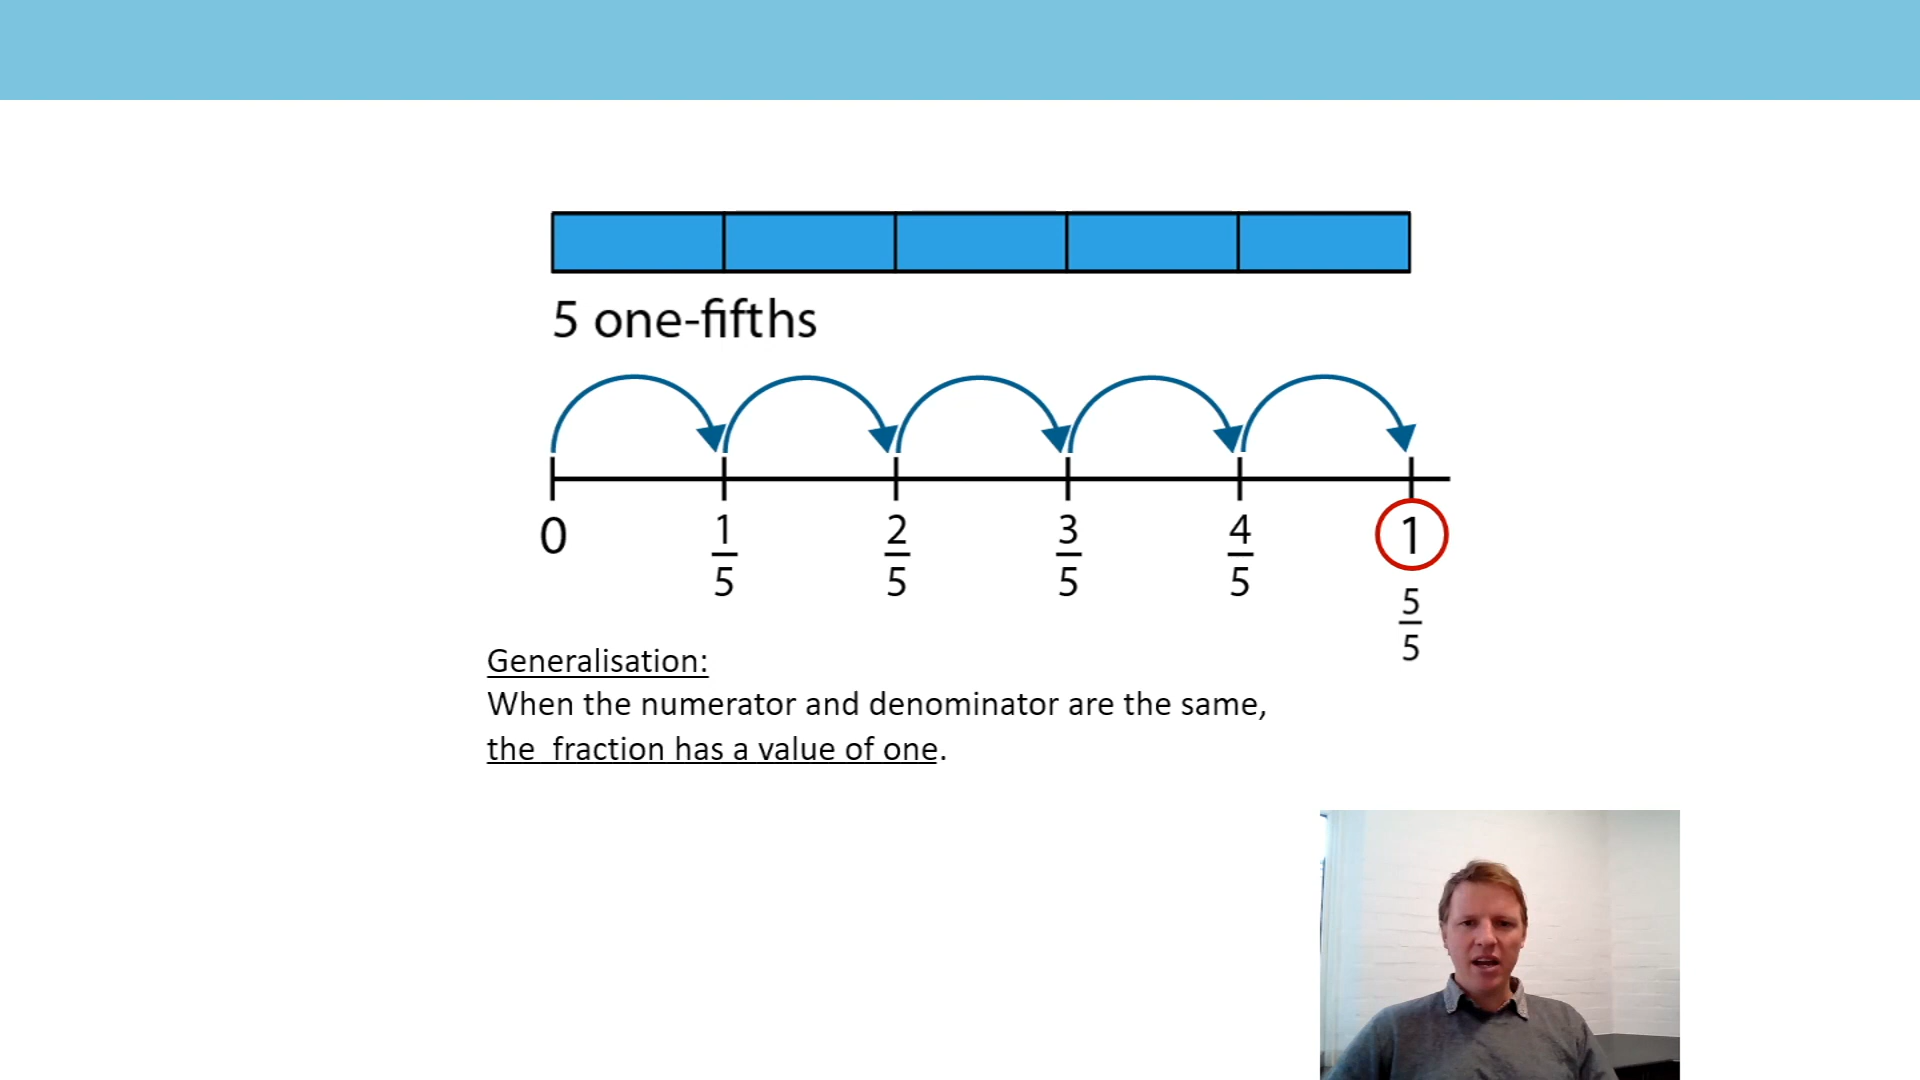 5 one-fifths
0 1/5 2/5 3/5 4/5 1
5/5
Generalisation:
When the numerator and denominator are the same,
the  fraction has a value of one.